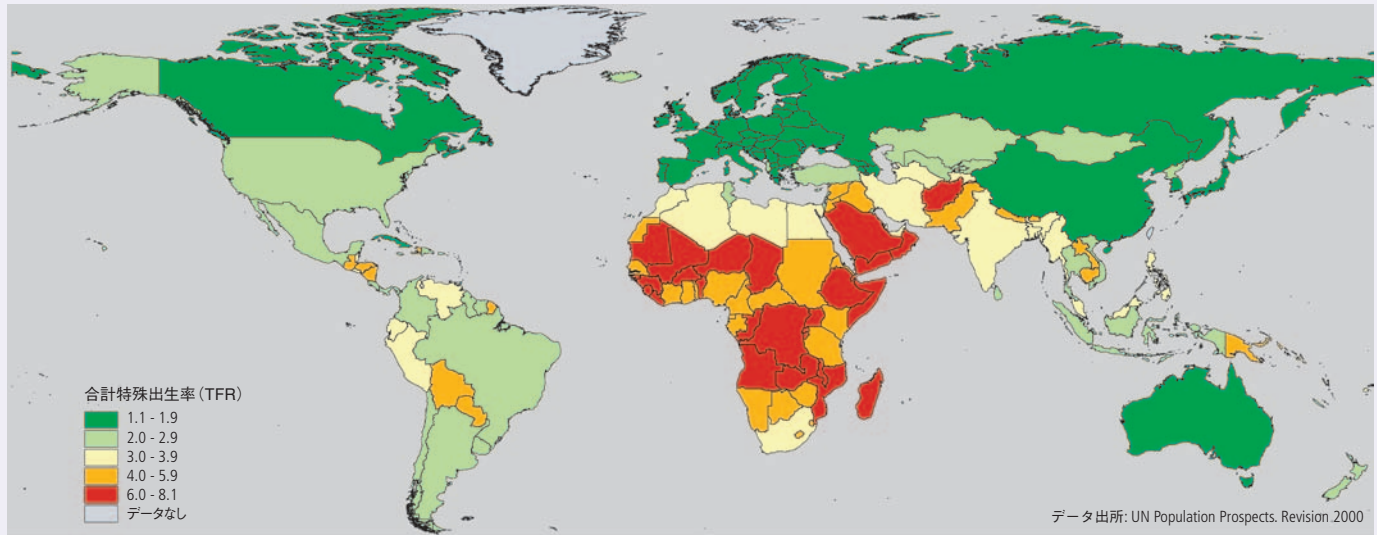 合計特殊出生率 (TFR)
1.1 - 1.9
2.0 - 2.9
3.0 - 3.9
4.0 - 5.9
6.0 - 8.1
データなし
データ出所: UN Population Prospects. Revision 2000